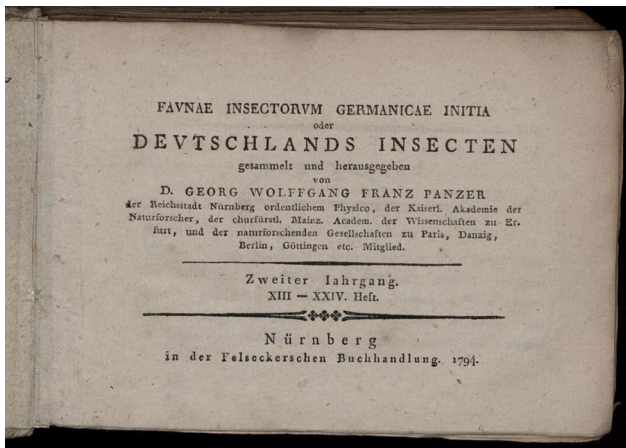 FAVNAE INSECTORVM GERMANICAE INITIA
oder
DEVTSCHLANDS INSECTEN
gesammelt und herausgegeben
von
D. GEORG WOLFFGANG FRANZ PANZER
der Reichsstadt Nürnberg ordentlichem Physico, der Kaiserl. Akademie der
Naturforscher, der churfürstl. Mainz. Academ. der Wissenschaften zu Er-
furt, und der naturforschenden Gesellschaften zu Paris, Danzig,
Berlin, Göttingen etc. Mitglied.
Zweiter Iahrgang.
XIII — XXIV. Heft.
Nürnberg
in der Felseckerschen Buchhandlung. 1794.